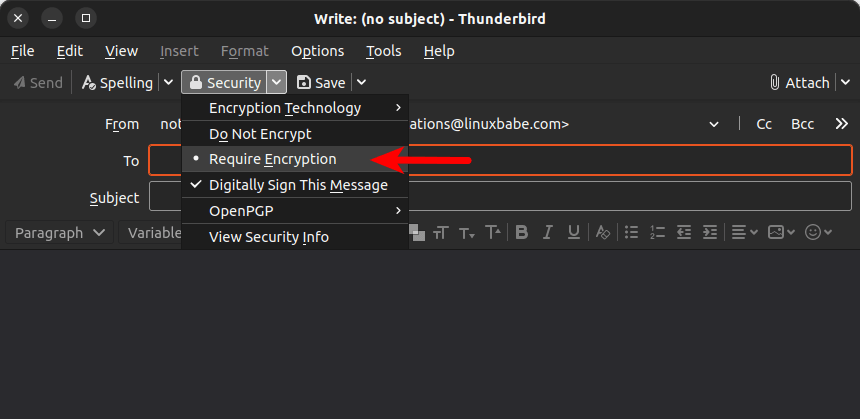 Write: (no subject) - Thunderbird
File Edit View Insert Format Options Tools Help
Send Spelling Security Save Attach
Encryption Technology
From not ations@linuxbabe.com> Cc Bcc
Do Not Encrypt
To Require Encryption
Digitally Sign This Message
Subject
OpenPGP
Paragraph Variable B I U
View Security Info